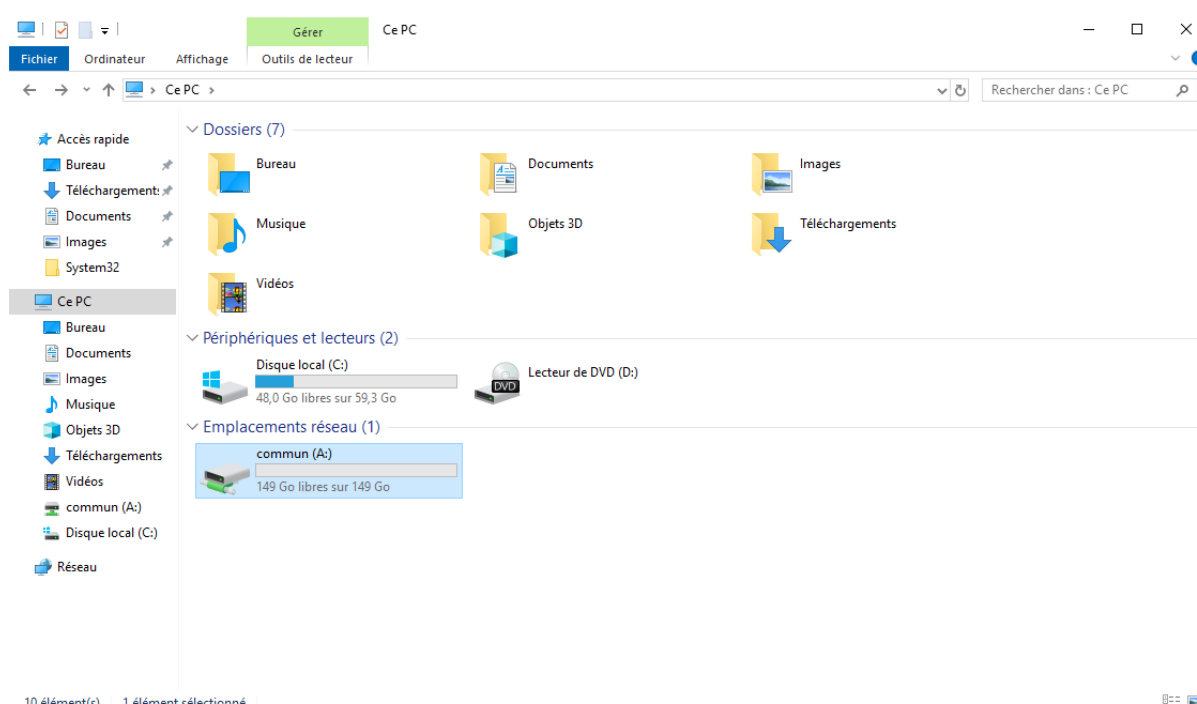 Gérer
Ce PC
Fichier
Ordinateur
Affichage
Outils de lecteur
Ce PC
Rechercher dans : Ce PC
Accès rapide
Bureau
Téléchargements
Documents
Images
System32
Ce PC
Bureau
Documents
Images
Musique
Objets 3D
Téléchargements
Vidéos
commun (A:)
Disque local (C:)
Réseau
Dossiers (7)
Bureau
Documents
Images
Musique
Objets 3D
Téléchargements
Vidéos
Périphériques et lecteurs (2)
Disque local (C:)
48,0 Go libres sur 59,3 Go
DVD
Lecteur de DVD (D:)
Emplacements réseau (1)
commun (A:)
149 Go libres sur 149 Go
10 élément(s)
1 élément sélectionné